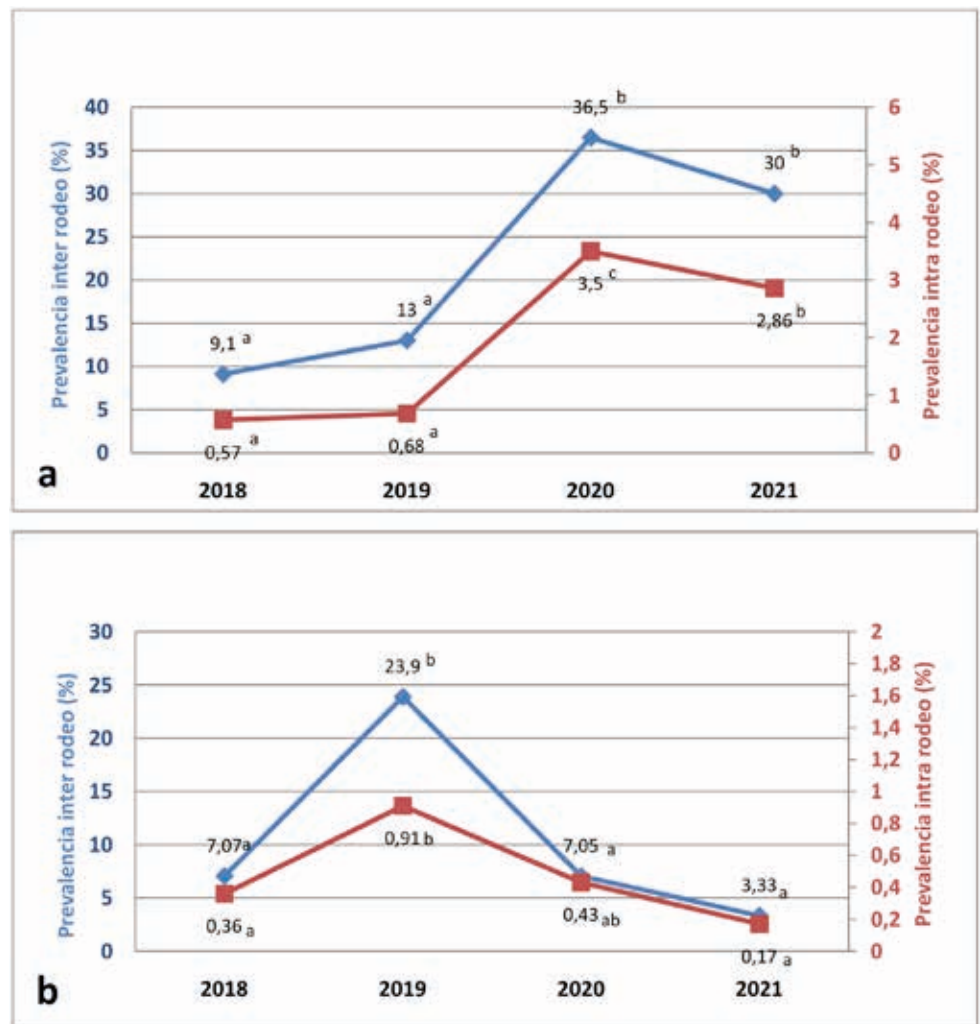 Prevalencia inter rodeo (%)
40
35
30
25
20
15
10
5
0
9,1 a
13 a
36,5 b
30 b
0,57 a
0,68 a
3,5 c
2,86 b
6
5
4
3
2
1
0
Prevalencia intra rodeo (%)
2018 2019 2020 2021
a
Prevalencia inter rodeo (%)
30
25
20
15
10
5
0
7,07a
23,9 b
7,05 a
3,33 a
0,36 a
0,91 b
0,43 ab
0,17 a
2
1,8
1,6
1,4
1,2
1
0,8
0,6
0,4
0,2
0
Prevalencia intra rodeo (%)
2018 2019 2020 2021
b